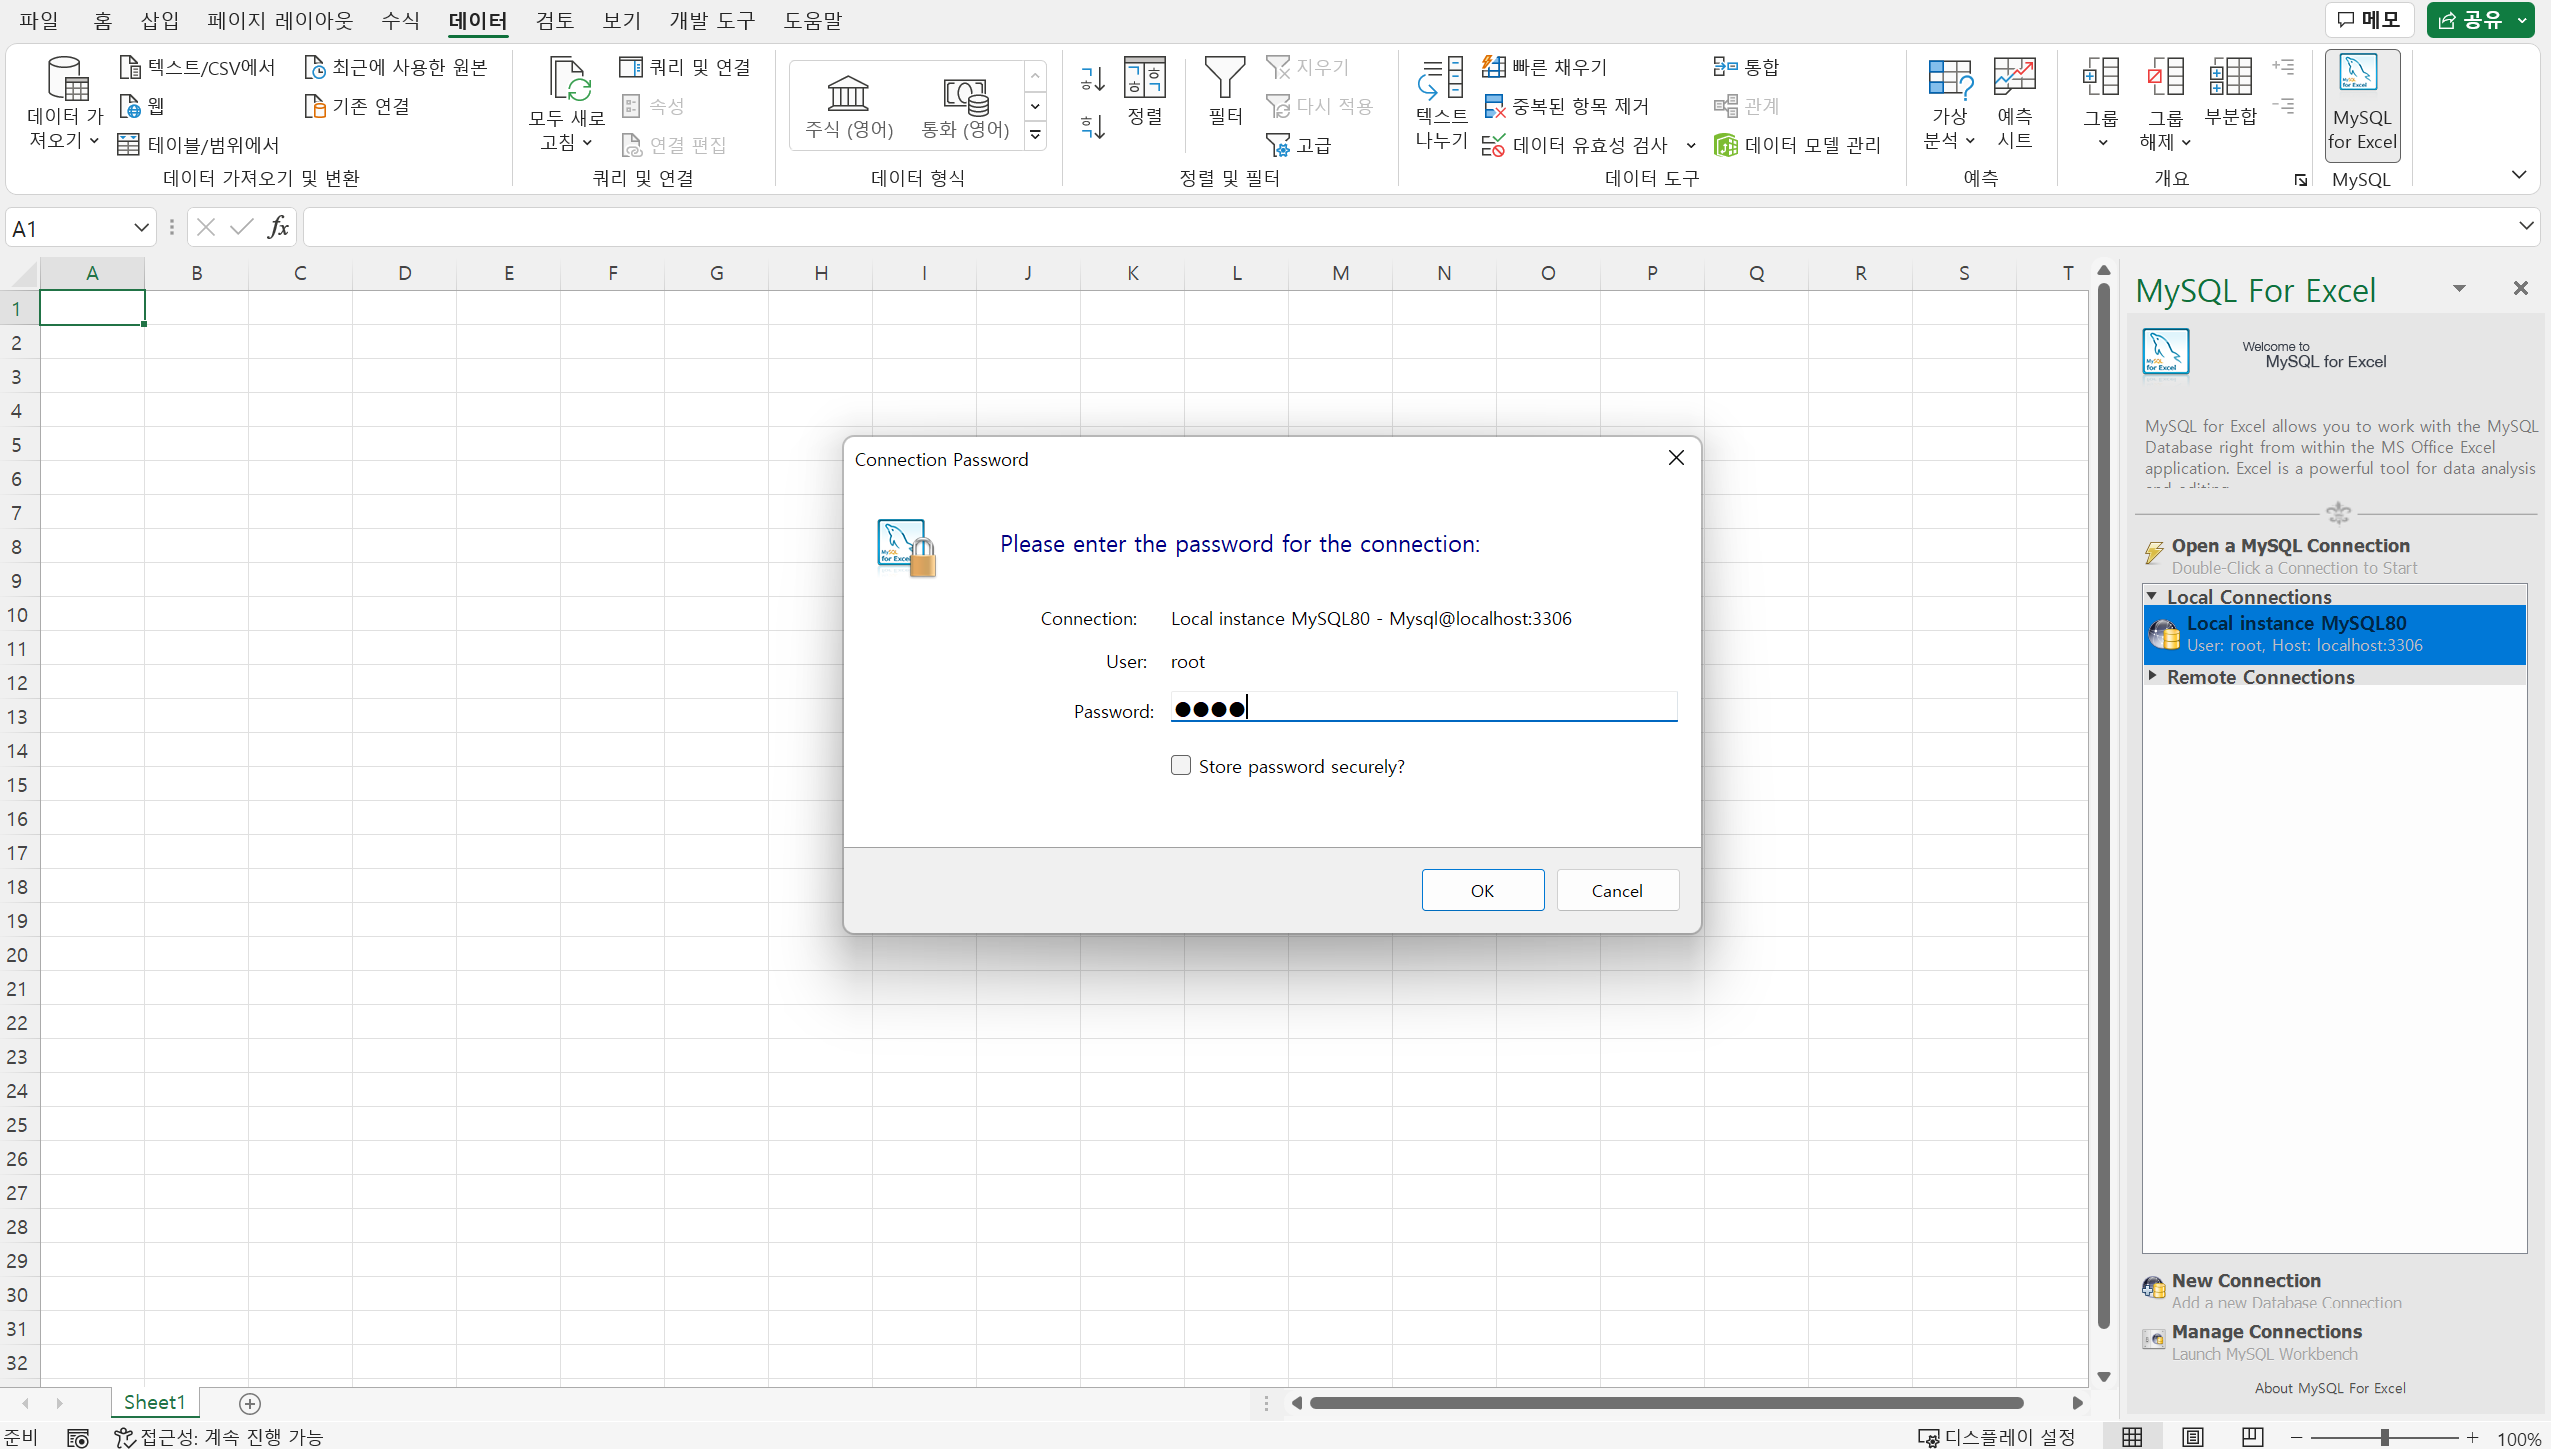 파일 홈 삽입 페이지 레이아웃 수식 데이터 검토 보기 개발 도구 도움말 메모 공유
데이터 가
져오기
텍스트/CSV에서
웹
테이블/범위에서
최근에 사용한 원본
기존 연결
데이터 가져오기 및 변환
모두 새로
고침
쿼리 및 연결
속성
연결 편집
쿼리 및 연결
주식 (영어) 통화 (영어)
데이터 형식
정렬
필터
지우기
다시 적용
고급
정렬 및 필터
텍스트
나누기
빠른 채우기
중복된 항목 제거
데이터 유효성 검사
통합
관계
데이터 모델 관리
데이터 도구
가상
분석
예측
시트
예측
그룹
그룹
해제
부분합
개요
MySQL
for Excel
MySQL
A1
fx
A B C D E F G H I J K L M N O P Q R S T
1
2
3
4
5
6
7
8
9
10
11
12
13
14
15
16
17
18
19
20
21
22
23
24
25
26
27
28
29
30
31
32
Connection Password
Please enter the password for the connection:
Connection: Local instance MySQL80 - Mysql@localhost:3306
User: root
Password:
Store password securely?
OK Cancel
MySQL For Excel
Welcome to
MySQL for Excel
MySQL for Excel allows you to work with the MySQL
Database right from within the MS Office Excel
application. Excel is a powerful tool for data analysis
and editing
Open a MySQL Connection
Double-Click a Connection to Start
Local Connections
Local instance MySQL80
User: root, Host: localhost:3306
Remote Connections
New Connection
Add a new Database Connection
Manage Connections
Launch MySQL Workbench
About MySQL For Excel
Sheet1
준비 접근성: 계속 진행 가능 디스플레이 설정 100%